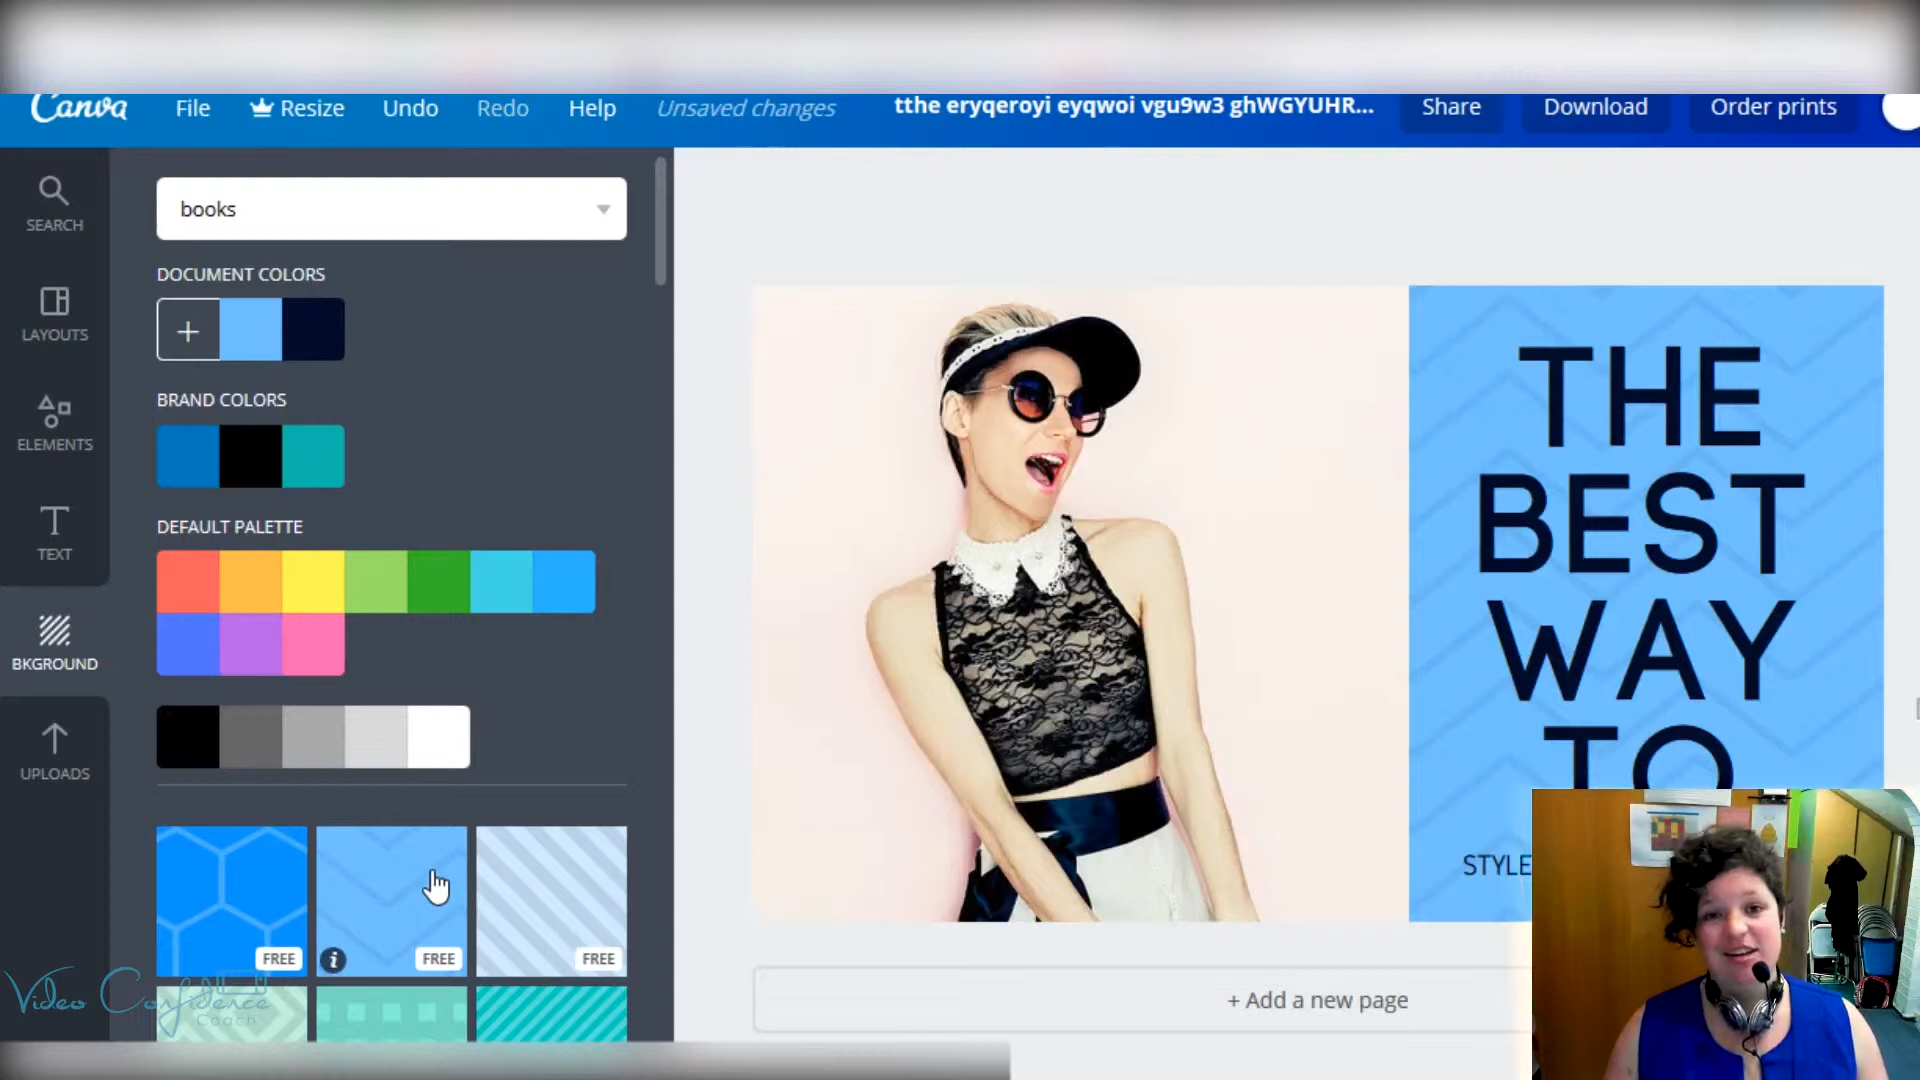 Canva
File
Resize
Undo
Redo
Help
Unsaved changes
tthe eryqeroyi eyqwoi vgu9w3 ghWGYUHR...
Share
Download
Order prints
SEARCH
LAYOUTS
ELEMENTS
TEXT
BKGROUND
UPLOADS
books
DOCUMENT COLORS
BRAND COLORS
DEFAULT PALETTE
FREE
i
FREE
FREE
THE
BEST
WAY
TO
STYLE
+ Add a new page
Video Confidence
Coach